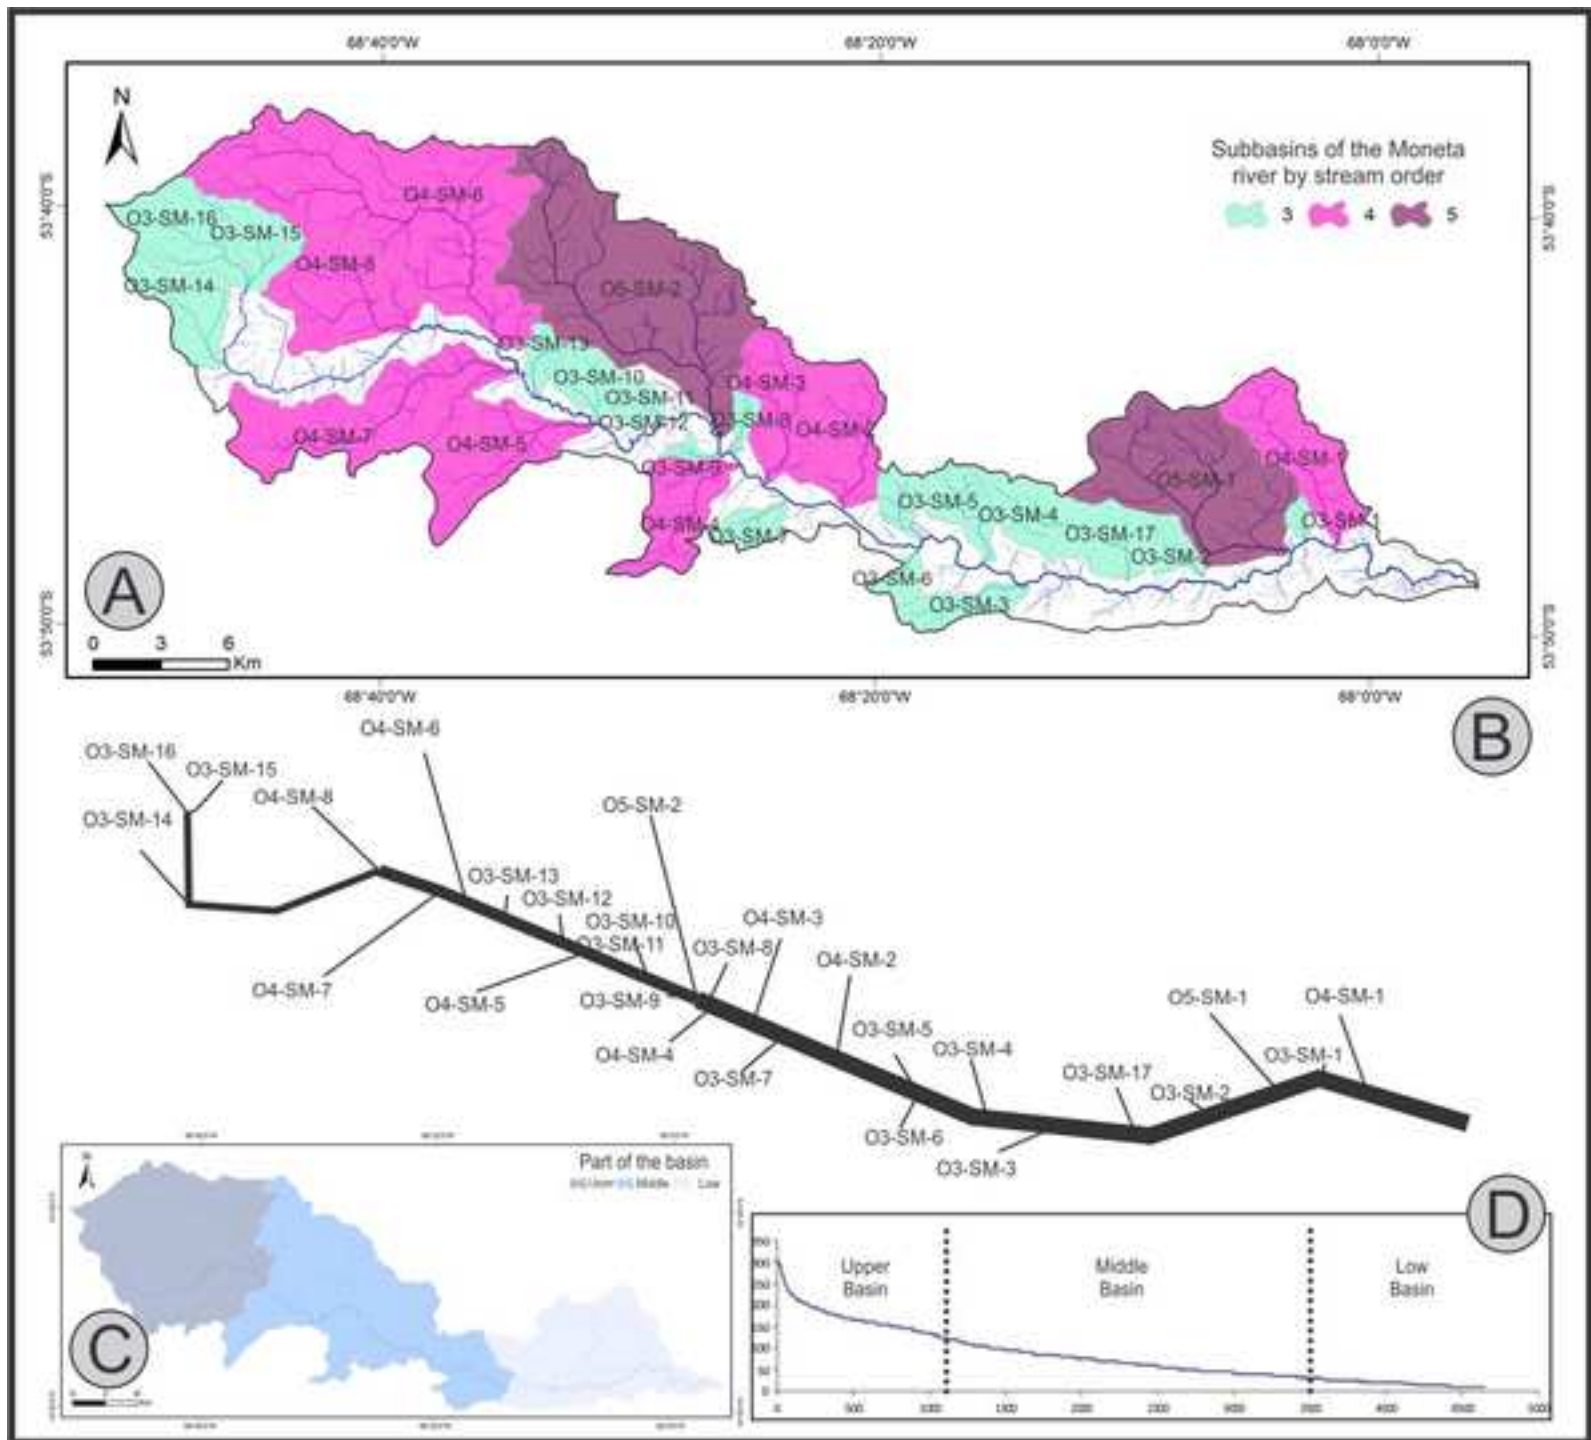 68°40'0"W
68°20'0"W
68°0'0"W
N
53°40'0"S
53°40'0"S
Subbasins of the Moneta
river by stream order
3
4
5
O4-SM-6
O3-SM-16
O3-SM-15
O4-SM-8
O3-SM-14
O5-SM-2
O3-SM-13
O3-SM-10
O3-SM-11
O3-SM-12
O4-SM-3
O3-SM-8
O4-SM-2
O4-SM-7
O4-SM-5
O3-SM-9
O4-SM-1
O5-SM-1
O3-SM-5
O3-SM-4
O3-SM-17
O3-SM-1
O4-SM-4
O3-SM-7
O3-SM-2
O3-SM-6
O3-SM-3
A
0
3
6
Km
53°50'0"S
53°50'0"S
68°40'0"W
68°20'0"W
68°0'0"W
B
O4-SM-6
O3-SM-16
O3-SM-15
O4-SM-8
O3-SM-14
O5-SM-2
O3-SM-13
O3-SM-12
O3-SM-10
O3-SM-11
O4-SM-3
O3-SM-8
O4-SM-2
O4-SM-7
O4-SM-5
O3-SM-9
O4-SM-4
O3-SM-7
O3-SM-5
O3-SM-4
O5-SM-1
O4-SM-1
O3-SM-1
O3-SM-17
O3-SM-2
O3-SM-6
O3-SM-3
Part of the basin
Middle
Low
C
D
Upper
Basin
Middle
Basin
Low
Basin
50
0
0
500